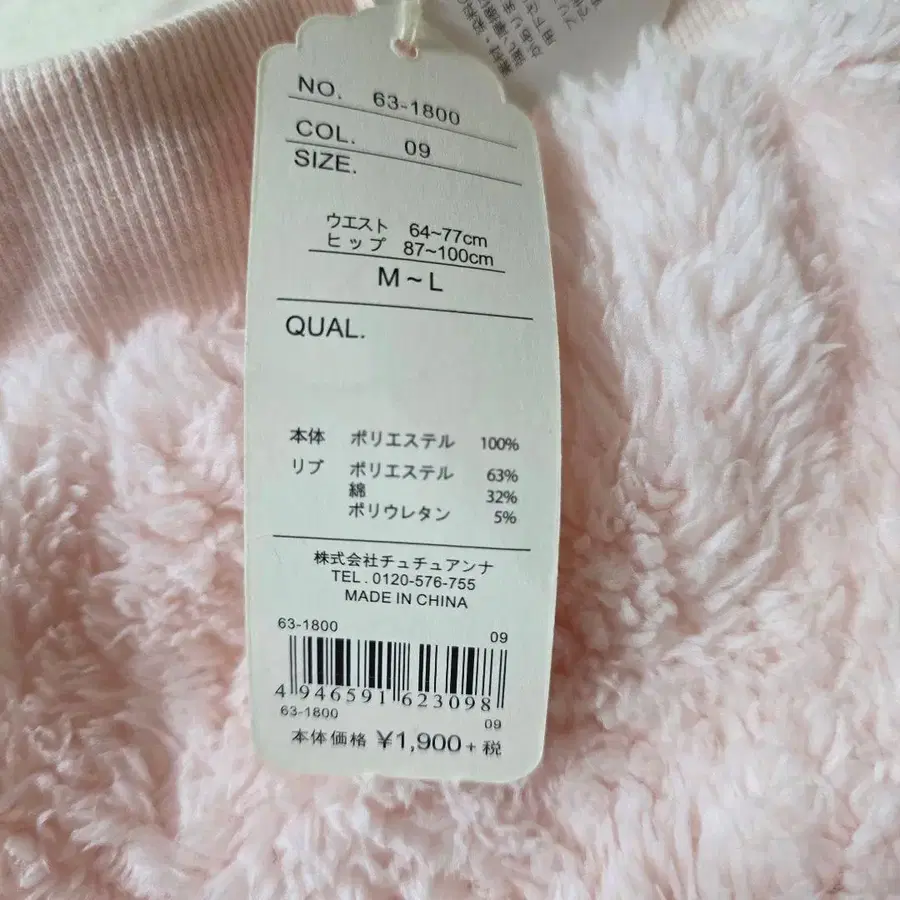 NO. 63-1800
COL. 09
SIZE.
ウエスト 64~77cm
ヒップ 87~100cm
M~L
QUAL.
本体 ポリエステル 100%
リブ ポリエステル 63%
綿 32%
ポリウレタン 5%
株式会社チュチュアンナ
TEL. 0120-576-755
MADE IN CHINA
63-1800 09
4 946591 623098
63-1800 09
本体価格 ¥1,900+税